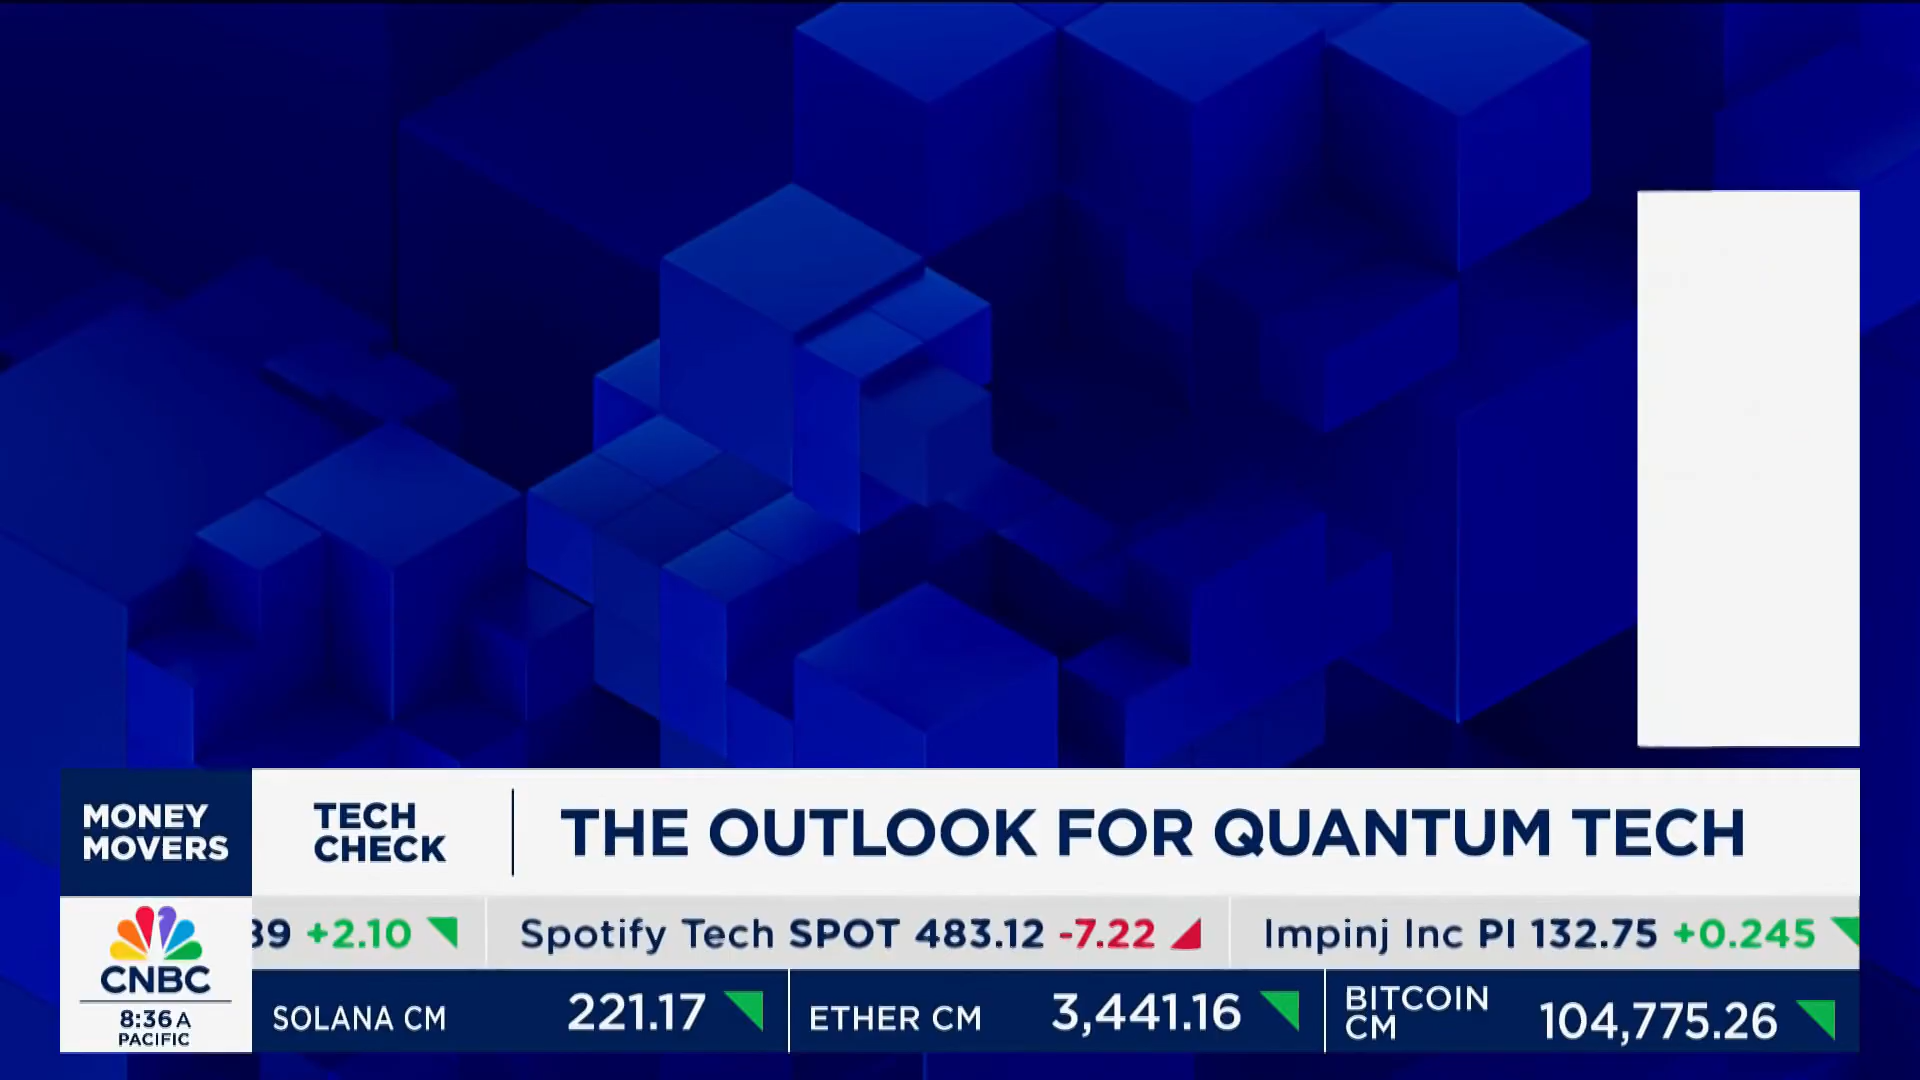 MONEY
MOVERS
TECH
CHECK
THE OUTLOOK FOR QUANTUM TECH
39 +2.10
Spotify Tech SPOT 483.12 -7.22
Impinj Inc PI 132.75 +0.245
CNBC
8:36A
PACIFIC
SOLANA CM 221.17
ETHER CM 3,441.16
BITCOIN
CM
104,775.26